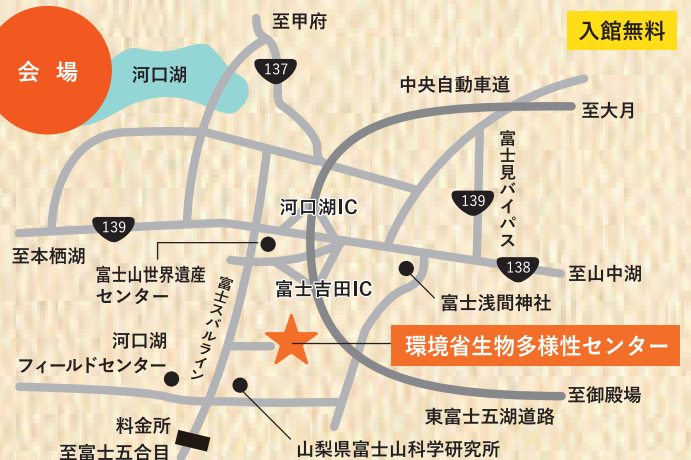 至甲府
入館無料
会場
河口湖
137
中央自動車道
至大月
富士見バイパス
139
河口湖IC
139
至本栖湖
富士山世界遺産
センター
138
至山中湖
富士吉田IC
富士浅間神社
富士スバルライン
環境省生物多様性センター
河口湖
フィールドセンター
至御殿場
東富士五湖道路
料金所
山梨県富士山科学研究所
至富士五合目